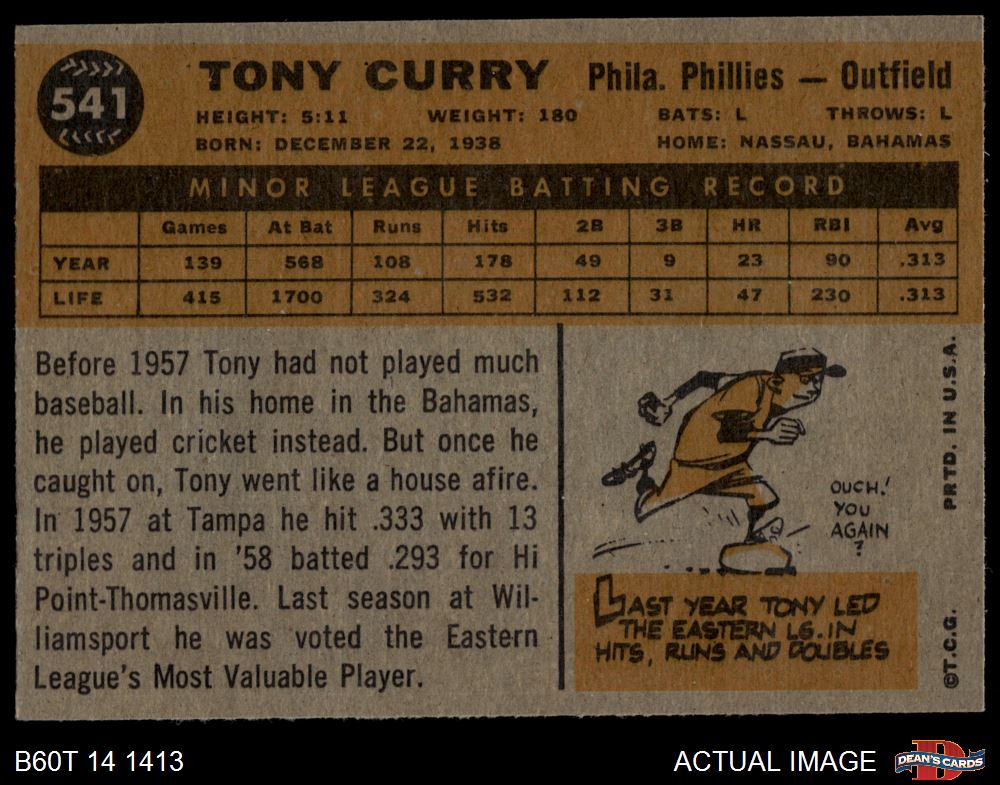 541
TONY CURRY Phila. Phillies — Outfield
HEIGHT: 5:11 WEIGHT: 180 BATS: L THROWS: L
BORN: DECEMBER 22, 1938 HOME: NASSAU, BAHAMAS
MINOR LEAGUE BATTING RECORD
Games At Bat Runs Hits 2B 3B HR RBI Avg
YEAR 139 568 108 178 49 9 23 90 .313
LIFE 415 1700 324 532 112 31 47 230 .313
Before 1957 Tony had not played much
baseball. In his home in the Bahamas,
he played cricket instead. But once he
caught on, Tony went like a house afire.
In 1957 at Tampa he hit .333 with 13
triples and in '58 batted .293 for Hi
Point-Thomasville. Last season at Wil-
liamsport he was voted the Eastern
League's Most Valuable Player.
OUCH!
YOU
AGAIN
?
LAST YEAR TONY LED
THE EASTERN LG. IN
HITS, RUNS AND DOUBLES
PRTD. IN U.S.A.
©T.C.G.
B60T 14 1413
ACTUAL IMAGE
D
DEAN'S CARDS